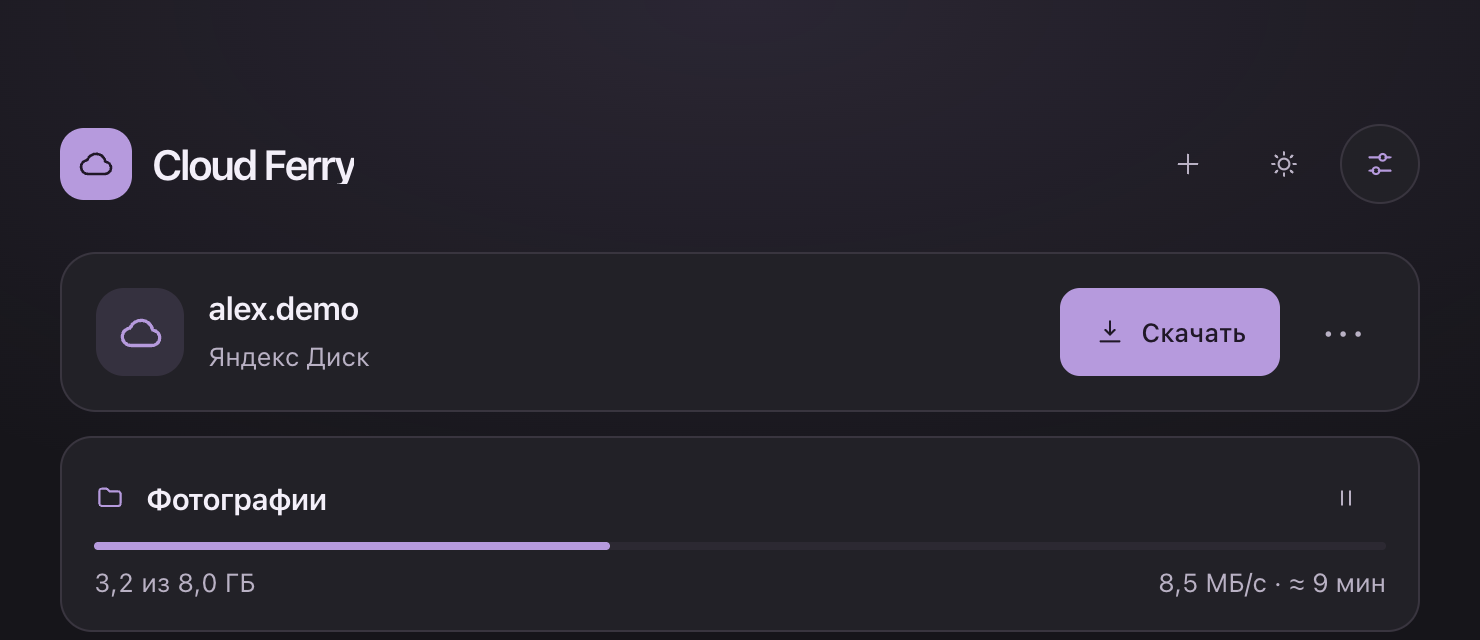 Cloud Ferry
alex.demo
Яндекс Диск
Скачать
Фотографии
3,2 из 8,0 ГБ
8,5 МБ/с · ≈ 9 мин